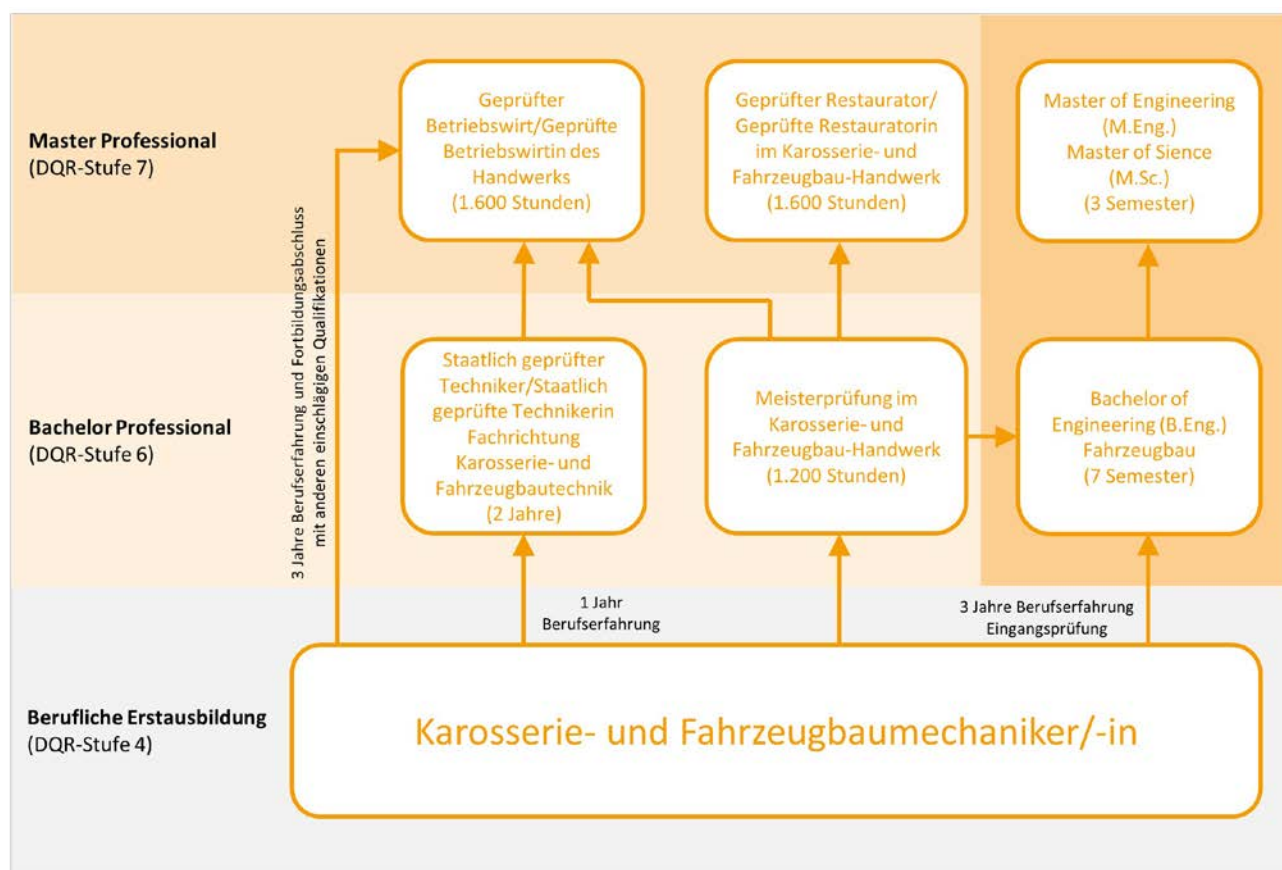 Master Professional
(DQR-Stufe 7)
Geprüfter
Betriebswirt/Geprüfte
Betriebswirtin des
Handwerks
(1.600 Stunden)
Geprüfter Restaurator/
Geprüfte Restauratorin
im Karosserie- und
Fahrzeugbau-Handwerk
(1.600 Stunden)
Master of Engineering
(M.Eng.)
Master of Sience
(M.Sc.)
(3 Semester)
3 Jahre Berufserfahrung und Fortbildungsabschluss
mit anderen einschlägigen Qualifikationen
Bachelor Professional
(DQR-Stufe 6)
Staatlich geprüfter
Techniker/Staatlich
geprüfte Technikerin
Fachrichtung
Karosserie- und
Fahrzeugbautechnik
(2 Jahre)
Meisterprüfung im
Karosserie- und
Fahrzeugbau-Handwerk
(1.200 Stunden)
Bachelor of
Engineering (B.Eng.)
Fahrzeugbau
(7 Semester)
1 Jahr
Berufserfahrung
3 Jahre Berufserfahrung
Eingangsprüfung
Berufliche Erstausbildung
(DQR-Stufe 4)
Karosserie- und Fahrzeugbaumechaniker/-in